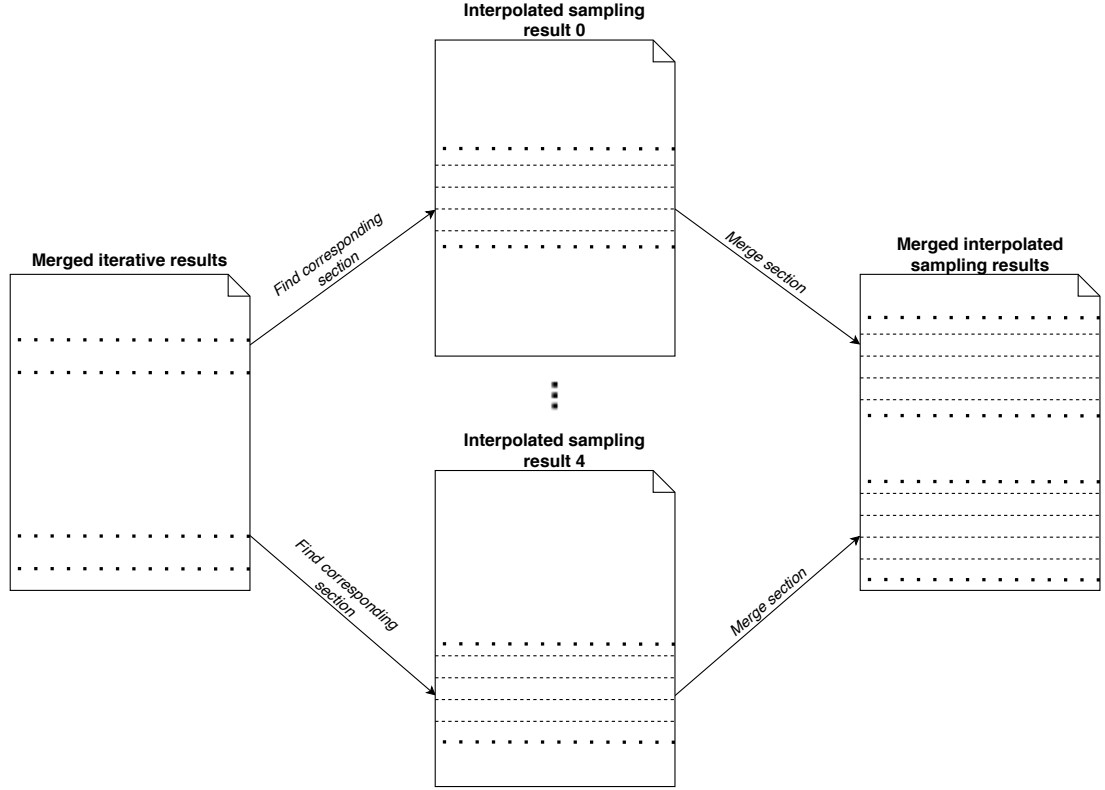 Interpolated sampling
result 0
Find corresponding
section
Merge section
Merged iterative results
Merged interpolated
sampling results
Interpolated sampling
result 4
Find corresponding
section
Merge section